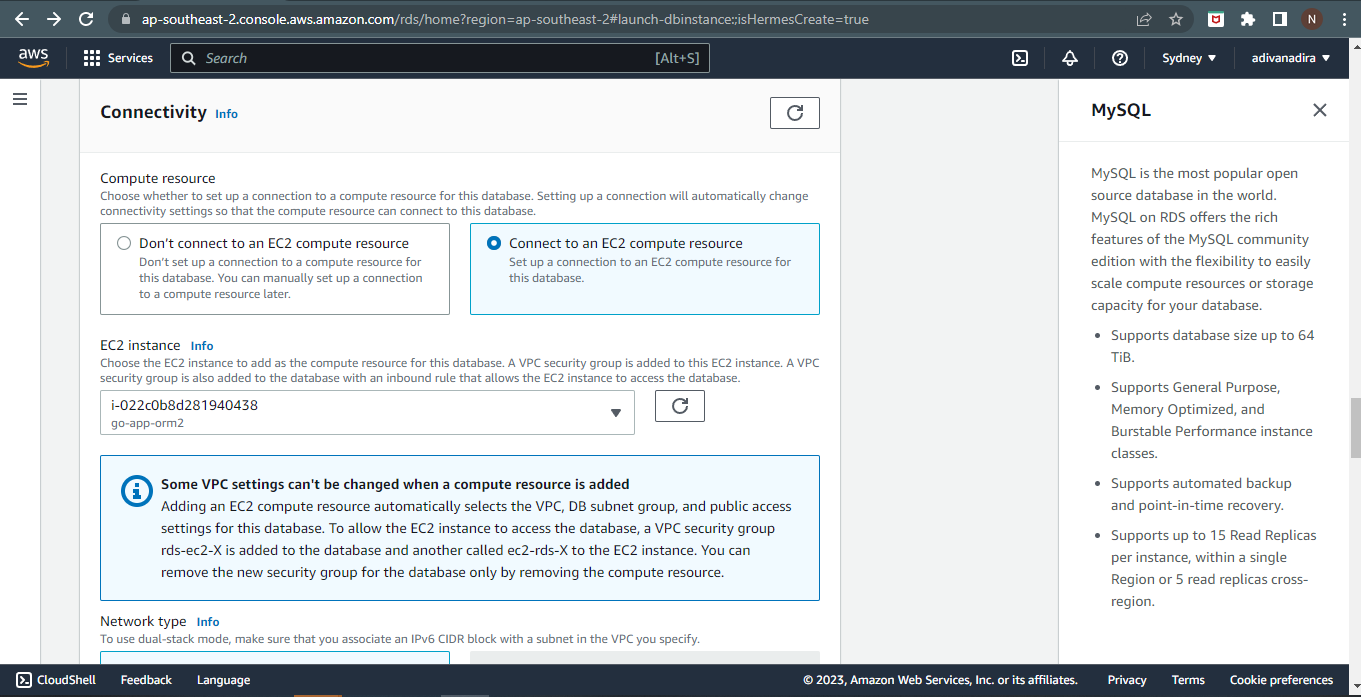 ap-southeast-2.console.aws.amazon.com/rds/home?region=ap-southeast-2#launch-dbinstance:;isHermesCreate=true
N
aws
Services
Search
[Alt+S]
Sydney
adivanadira
Connectivity Info
Compute resource
Choose whether to set up a connection to a compute resource for this database. Setting up a connection will automatically change
connectivity settings so that the compute resource can connect to this database.
Don't connect to an EC2 compute resource
Don't set up a connection to a compute resource for
this database. You can manually set up a connection
to a compute resource later.
Connect to an EC2 compute resource
Set up a connection to an EC2 compute resource for
this database.
EC2 instance Info
Choose the EC2 instance to add as the compute resource for this database. A VPC security group is added to this EC2 instance. A VPC
security group is also added to the database with an inbound rule that allows the EC2 instance to access the database.
i-022c0b8d281940438
go-app-orm2
Some VPC settings can't be changed when a compute resource is added
Adding an EC2 compute resource automatically selects the VPC, DB subnet group, and public access
settings for this database. To allow the EC2 instance to access the database, a VPC security group
rds-ec2-X is added to the database and another called ec2-rds-X to the EC2 instance. You can
remove the new security group for the database only by removing the compute resource.
Network type Info
To use dual-stack mode, make sure that you associate an IPv6 CIDR block with a subnet in the VPC you specify.
MySQL
MySQL is the most popular open
source database in the world.
MySQL on RDS offers the rich
features of the MySQL community
edition with the flexibility to easily
scale compute resources or storage
capacity for your database.
• Supports database size up to 64
TiB.
• Supports General Purpose,
Memory Optimized, and
Burstable Performance instance
classes.
• Supports automated backup
and point-in-time recovery.
• Supports up to 15 Read Replicas
per instance, within a single
Region or 5 read replicas cross-
region.
CloudShell
Feedback
Language
© 2023, Amazon Web Services, Inc. or its affiliates.
Privacy
Terms
Cookie preferences